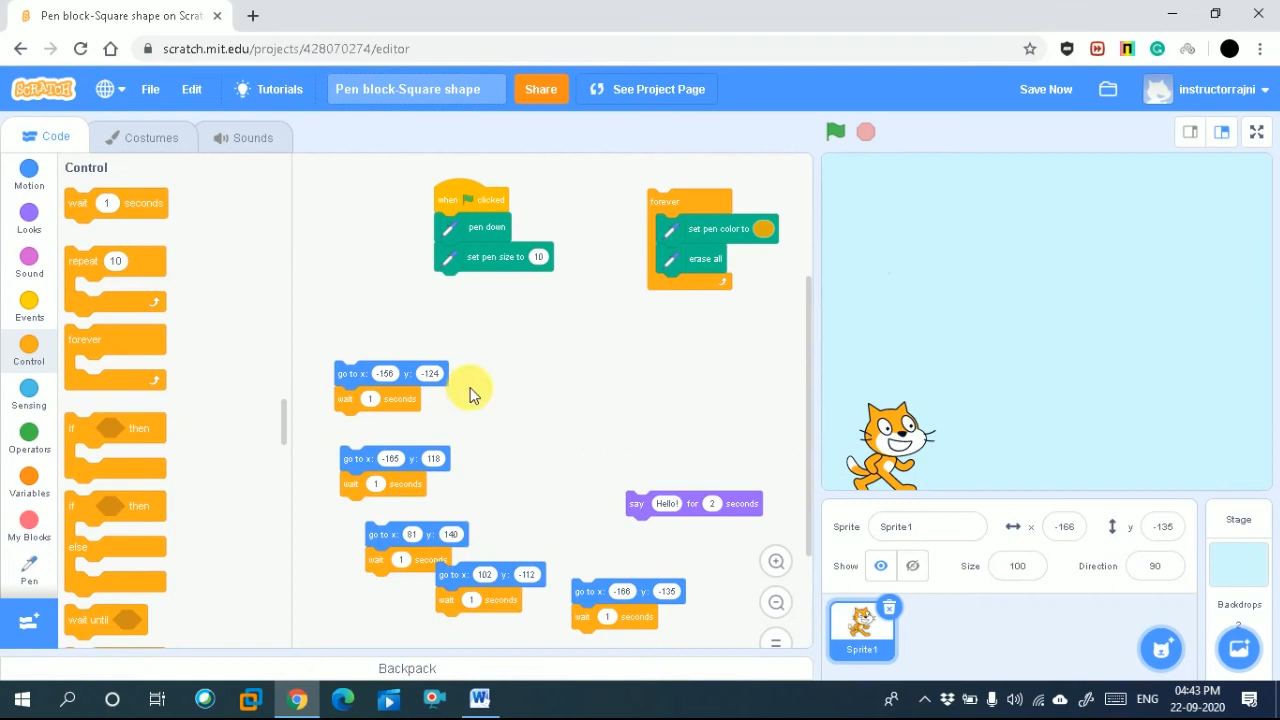 Pen block-Square shape on Scrat
scratch.mit.edu/projects/428070274/editor
SCRATCH
File
Edit
Tutorials
Pen block-Square shape
Share
See Project Page
Save Now
instructorrajni
Code
Costumes
Sounds
Motion
Looks
Sound
Events
Control
Sensing
Operators
Variables
My Blocks
Pen
Control
wait 1 seconds
repeat 10
forever
if then
if then
else
wait until
when clicked
pen down
set pen size to 10
forever
set pen color to
erase all
go to x: -156 y: -124
wait 1 seconds
go to x: -165 y: 118
wait 1 seconds
go to x: 81 y: 140
wait 1 seconds
go to x: 102 y: -112
wait 1 seconds
say Hello! for 2 seconds
go to x: -166 y: -135
wait 1 seconds
Backpack
Sprite Sprite1 x -166 y -135
Show Size 100 Direction 90
Sprite1
Stage
Backdrops
2
ENG
04:43 PM
22-09-2020